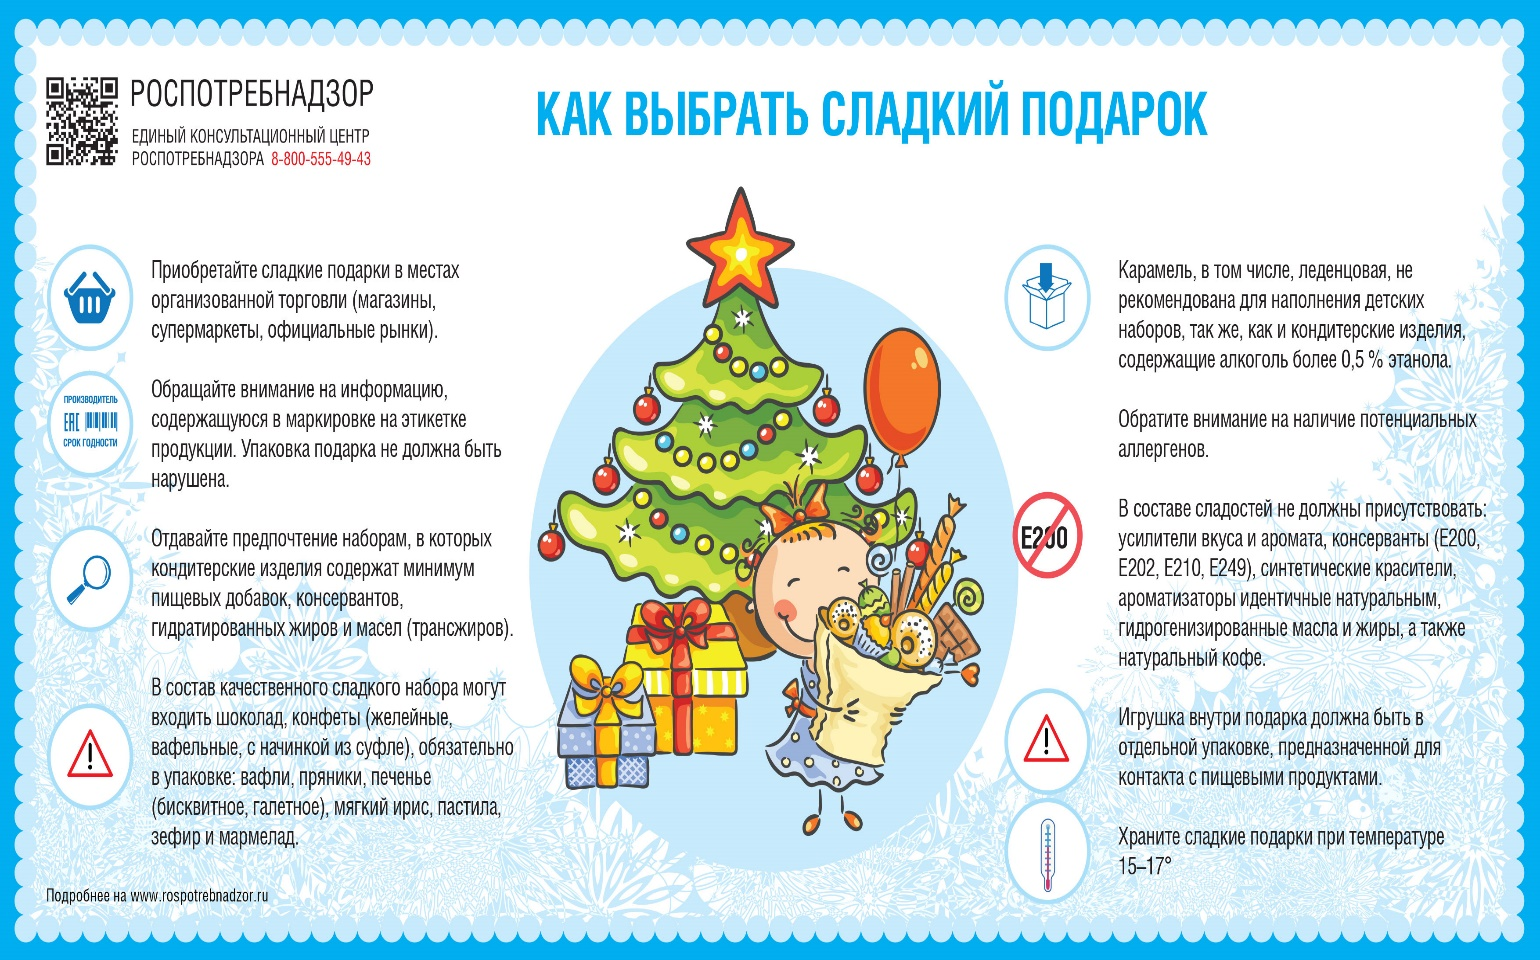 РОСПОТРЕБНАДЗОР
ЕДИНЫЙ КОНСУЛЬТАЦИОННЫЙ ЦЕНТР
РОСПОТРЕБНАДЗОРА 8-800-555-49-43
КАК ВЫБРАТЬ СЛАДКИЙ ПОДАРОК
Приобретайте сладкие подарки в местах
организованной торговли (магазины,
супермаркеты, официальные рынки).
ПРОИЗВОДИТЕЛЬ
ЕАС
СРОК ГОДНОСТИ
Обращайте внимание на информацию,
содержащуюся в маркировке на этикетке
продукции. Упаковка подарка не должна быть
нарушена.
Отдавайте предпочтение наборам, в которых
кондитерские изделия содержат минимум
пищевых добавок, консервантов,
гидратированных жиров и масел (трансжиров).
В состав качественного сладкого набора могут
входить шоколад, конфеты (желейные,
вафельные, с начинкой из суфле), обязательно
в упаковке: вафли, пряники, печенье
(бисквитное, галетное), мягкий ирис, пастила,
зефир и мармелад.
Подробнее на www.rospotrebnadzor.ru
Карамель, в том числе, леденцовая, не
рекомендована для наполнения детских
наборов, так же, как и кондитерские изделия,
содержащие алкоголь более 0,5 % этанола.
Обратите внимание на наличие потенциальных
аллергенов.
Е200
В составе сладостей не должны присутствовать:
усилители вкуса и аромата, консерванты (Е200,
Е202, Е210, Е249), синтетические красители,
ароматизаторы идентичные натуральным,
гидрогенизированные масла и жиры, а также
натуральный кофе.
Игрушка внутри подарка должна быть в
отдельной упаковке, предназначенной для
контакта с пищевыми продуктами.
Храните сладкие подарки при температуре
15–17°